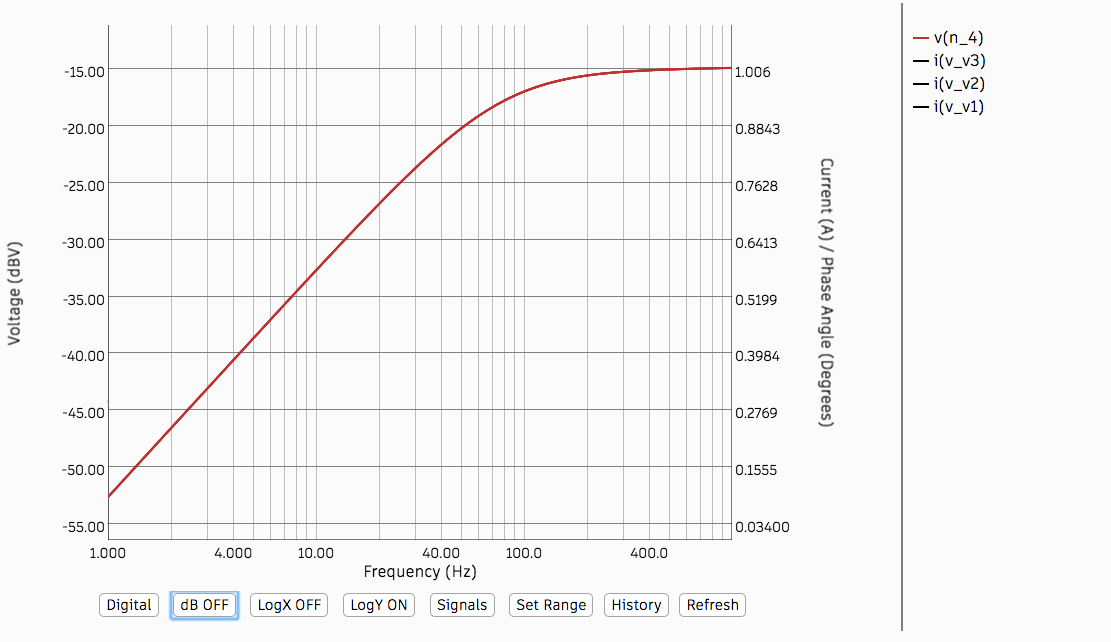 -15.00
-20.00
-25.00
-30.00
-35.00
-40.00
-45.00
-50.00
-55.00
Voltage (dBV)
1.006
0.8843
0.7628
0.6413
0.5199
0.3984
0.2769
0.1555
0.03400
Current (A) / Phase Angle (Degrees)
1.000 4.000 10.00 40.00 100.0 400.0
Frequency (Hz)
Digital dB OFF LogX OFF LogY ON Signals Set Range History Refresh
v(n_4)
i(v_v3)
i(v_v2)
i(v_v1)